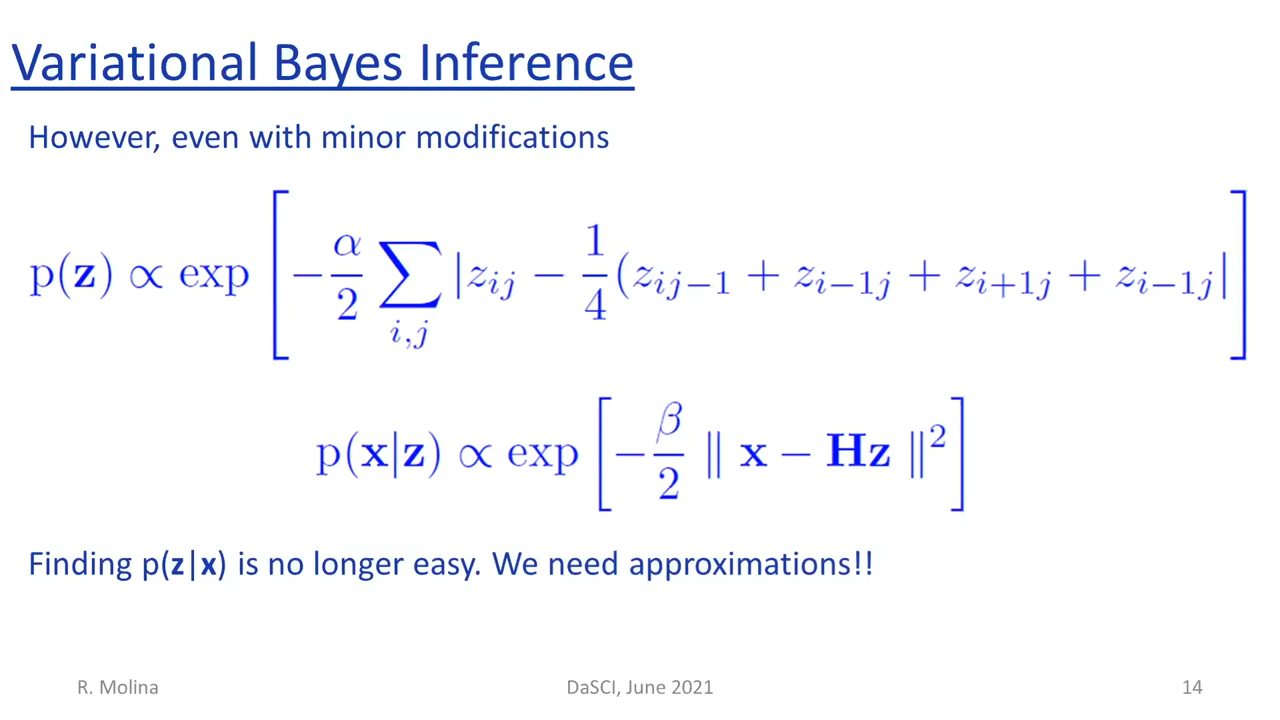 Variational Bayes Inference
However, even with minor modifications
p(z) ∝ exp [ −α/2 ∑_{i,j} |z_{ij} − 1/4 (z_{ij−1} + z_{i−1j} + z_{i+1j} + z_{i−1j}| ]
p(x|z) ∝ exp [ −β/2 ‖ x − Hz ‖² ]
Finding p(z|x) is no longer easy. We need approximations!!
R. Molina DaSCI, June 2021 14